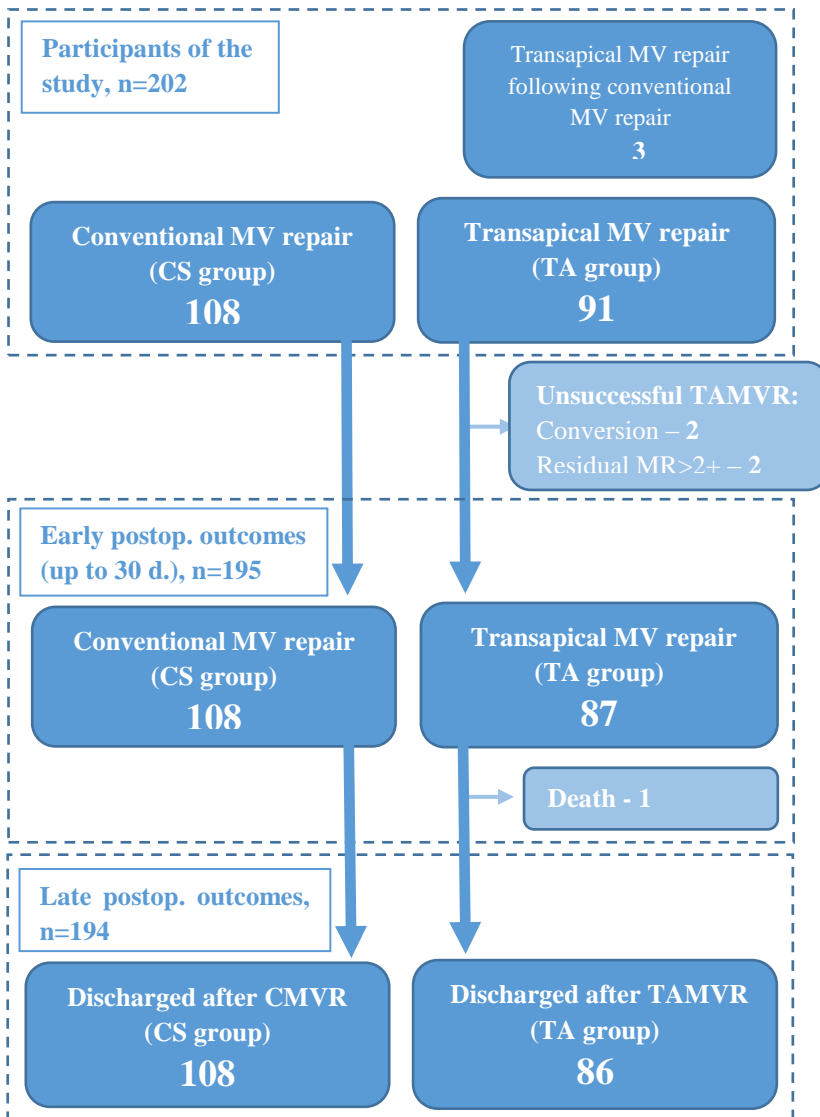 Participants of the
study, n=202
Transapical MV repair
following conventional
MV repair
3
Conventional MV repair
(CS group)
108
Transapical MV repair
(TA group)
91
Unsuccessful TAMVR:
Conversion – 2
Residual MR>2+ – 2
Early postop. outcomes
(up to 30 d.), n=195
Conventional MV repair
(CS group)
108
Transapical MV repair
(TA group)
87
Death - 1
Late postop. outcomes,
n=194
Discharged after CMVR
(CS group)
108
Discharged after TAMVR
(TA group)
86